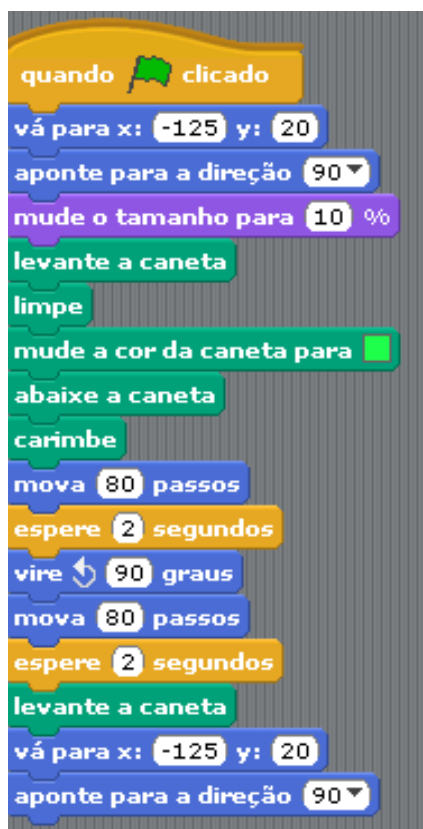 quando clicado
vá para x: -125 y: 20
aponte para a direção 90
mude o tamanho para 10 %
levante a caneta
limpe
mude a cor da caneta para
abaixe a caneta
carimbe
mova 80 passos
espere 2 segundos
vire 90 graus
mova 80 passos
espere 2 segundos
levante a caneta
vá para x: -125 y: 20
aponte para a direção 90